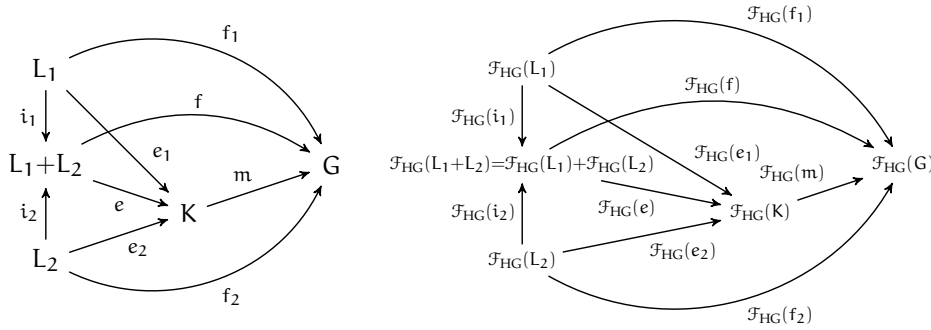 f₁
L₁
i₁
f
e₁
L₁+L₂
G
m
e
K
i₂
e₂
L₂
f₂
ℱHG(f₁)
ℱHG(L₁)
ℱHG(f)
ℱHG(i₁)
ℱHG(e₁)
ℱHG(L₁+L₂)=ℱHG(L₁)+ℱHG(L₂)
ℱHG(G)
ℱHG(m)
ℱHG(e)
ℱHG(K)
ℱHG(i₂)
ℱHG(e₂)
ℱHG(L₂)
ℱHG(f₂)